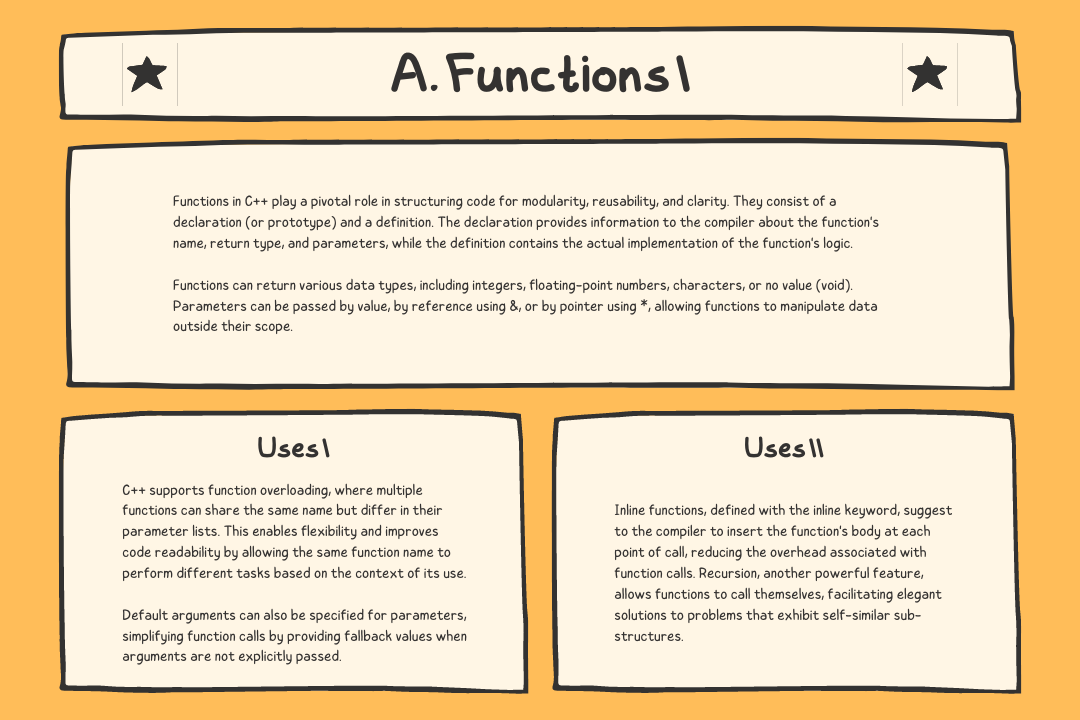 A. Functions I
Functions in C++ play a pivotal role in structuring code for modularity, reusability, and clarity. They consist of a
declaration (or prototype) and a definition. The declaration provides information to the compiler about the function's
name, return type, and parameters, while the definition contains the actual implementation of the function's logic.
Functions can return various data types, including integers, floating-point numbers, characters, or no value (void).
Parameters can be passed by value, by reference using &, or by pointer using *, allowing functions to manipulate data
outside their scope.
Uses I
C++ supports function overloading, where multiple
functions can share the same name but differ in their
parameter lists. This enables flexibility and improves
code readability by allowing the same function name to
perform different tasks based on the context of its use.
Default arguments can also be specified for parameters,
simplifying function calls by providing fallback values when
arguments are not explicitly passed.
Uses II
Inline functions, defined with the inline keyword, suggest
to the compiler to insert the function's body at each
point of call, reducing the overhead associated with
function calls. Recursion, another powerful feature,
allows functions to call themselves, facilitating elegant
solutions to problems that exhibit self-similar sub-
structures.